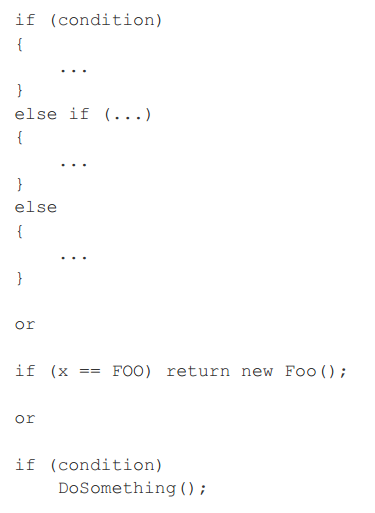 if (condition)
{
    ...
}
else if (...)
{
    ...
}
else
{
    ...
}
or
if (x == FOO) return new Foo();
or
if (condition)
    DoSomething();